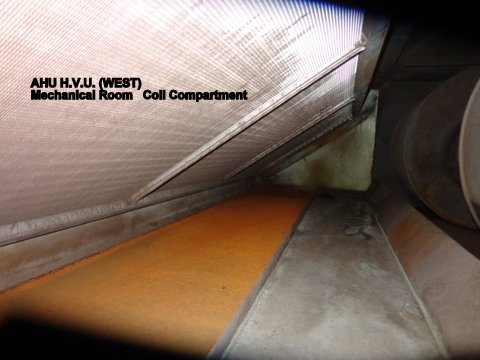 AHU H.V.U. (WEST)
Mechanical Room Coil Compartment